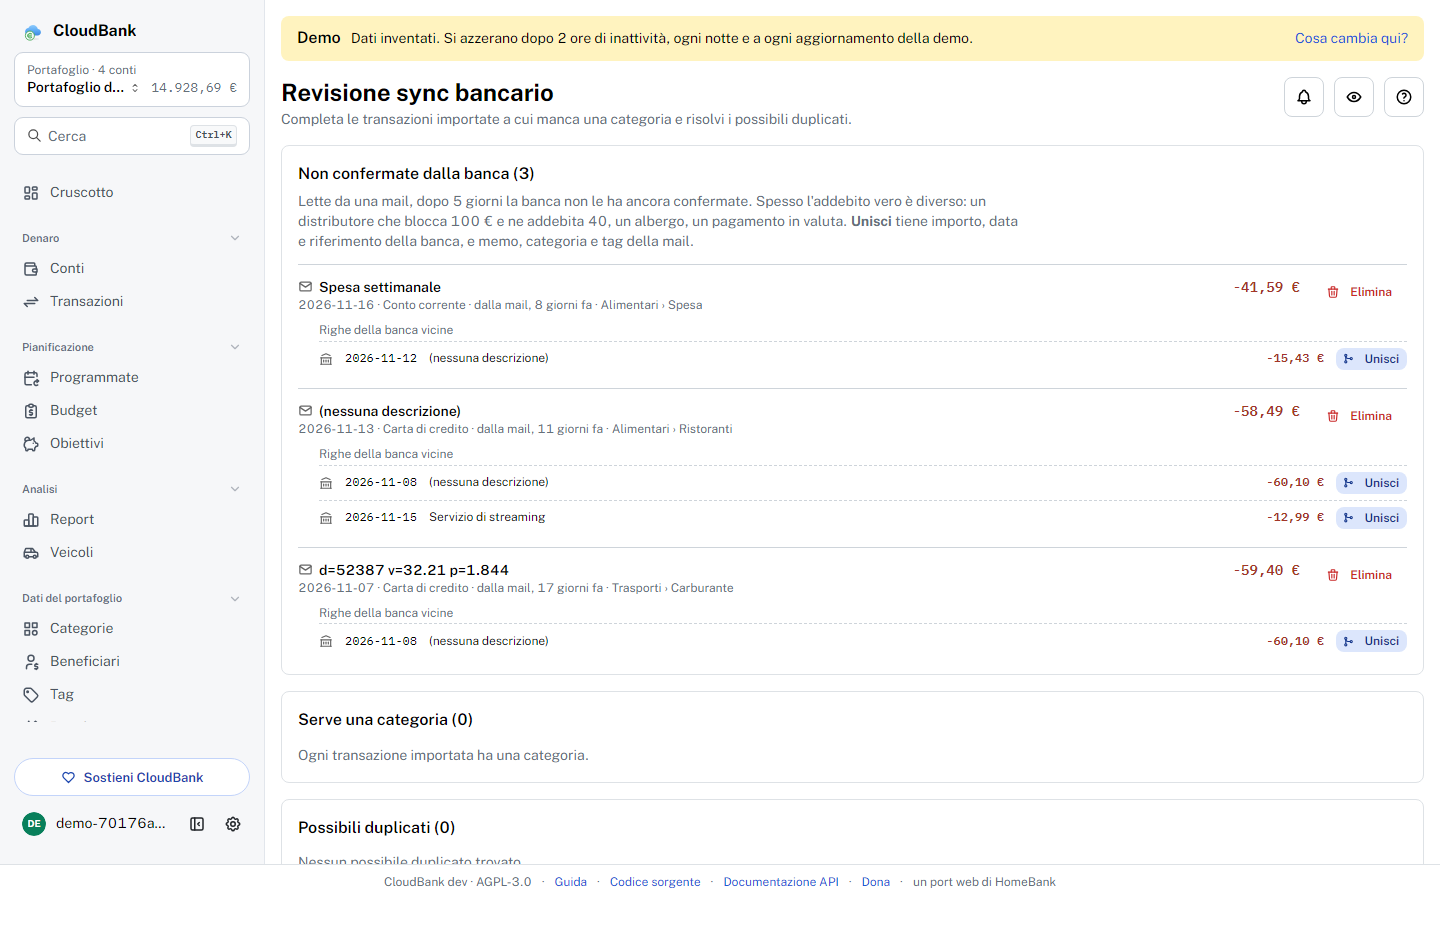 CloudBank
Portafoglio · 4 conti
Portafoglio d... 14.928,69 €
Cerca Ctrl+K
Cruscotto
Denaro
Conti
Transazioni
Pianificazione
Programmate
Budget
Obiettivi
Analisi
Report
Veicoli
Dati del portafoglio
Categorie
Beneficiari
Tag
Sostieni CloudBank
DE demo-70176a...
Demo Dati inventati. Si azzerano dopo 2 ore di inattività, ogni notte e a ogni aggiornamento della demo. Cosa cambia qui?
Revisione sync bancario
Completa le transazioni importate a cui manca una categoria e risolvi i possibili duplicati.
Non confermate dalla banca (3)
Lette da una mail, dopo 5 giorni la banca non le ha ancora confermate. Spesso l'addebito vero è diverso: un
distributore che blocca 100 € e ne addebita 40, un albergo, un pagamento in valuta. Unisci tiene importo, data
e riferimento della banca, e memo, categoria e tag della mail.
Spesa settimanale -41,59 € Elimina
2026-11-16 · Conto corrente · dalla mail, 8 giorni fa · Alimentari › Spesa
Righe della banca vicine
2026-11-12 (nessuna descrizione) -15,43 € Unisci
(nessuna descrizione) -58,49 € Elimina
2026-11-13 · Carta di credito · dalla mail, 11 giorni fa · Alimentari › Ristoranti
Righe della banca vicine
2026-11-08 (nessuna descrizione) -60,10 € Unisci
2026-11-15 Servizio di streaming -12,99 € Unisci
d=52387 v=32.21 p=1.844 -59,40 € Elimina
2026-11-07 · Carta di credito · dalla mail, 17 giorni fa · Trasporti › Carburante
Righe della banca vicine
2026-11-08 (nessuna descrizione) -60,10 € Unisci
Serve una categoria (0)
Ogni transazione importata ha una categoria.
Possibili duplicati (0)
Nessun possibile duplicato trovato
CloudBank dev · AGPL-3.0 · Guida · Codice sorgente · Documentazione API · Dona · un port web di HomeBank